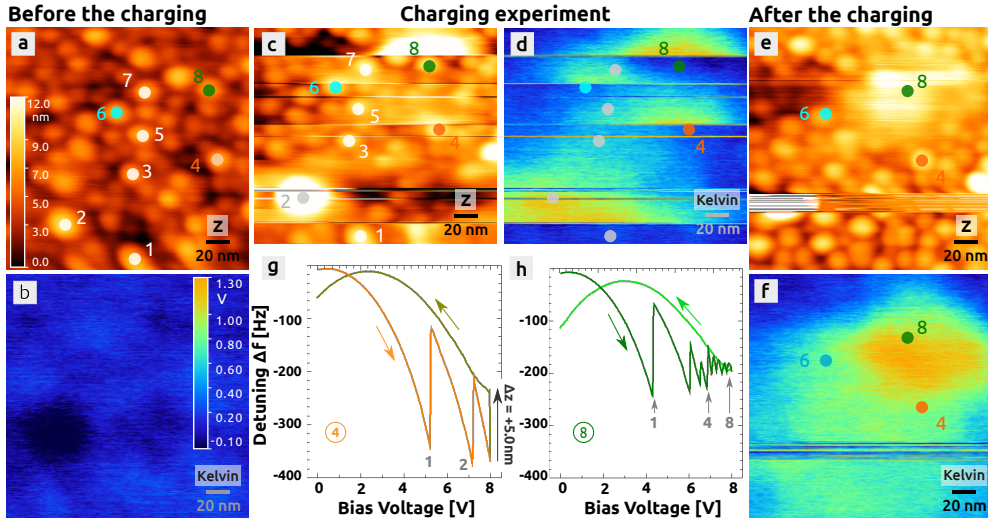 Before the charging
Charging experiment
After the charging
a
7
8
6
5
3
4
2
1
12.0
nm
9.0
7.0
5.0
3.0
0.0
z
20 nm
c
7
8
6
5
4
3
2
1
z
20 nm
d
8
6
4
Kelvin
20 nm
e
8
6
4
z
20 nm
b
1.30
V
1.00
0.80
0.60
0.40
0.20
-0.10
Kelvin
20 nm
g
Detuning Δf [Hz]
-100
-200
-300
-400
4
1
2
Δz = +5.0nm
0
2
4
6
8
Bias Voltage [V]
h
-100
-200
-300
-400
8
1
4
8
0
2
4
6
8
Bias Voltage [V]
f
8
6
4
Kelvin
20 nm